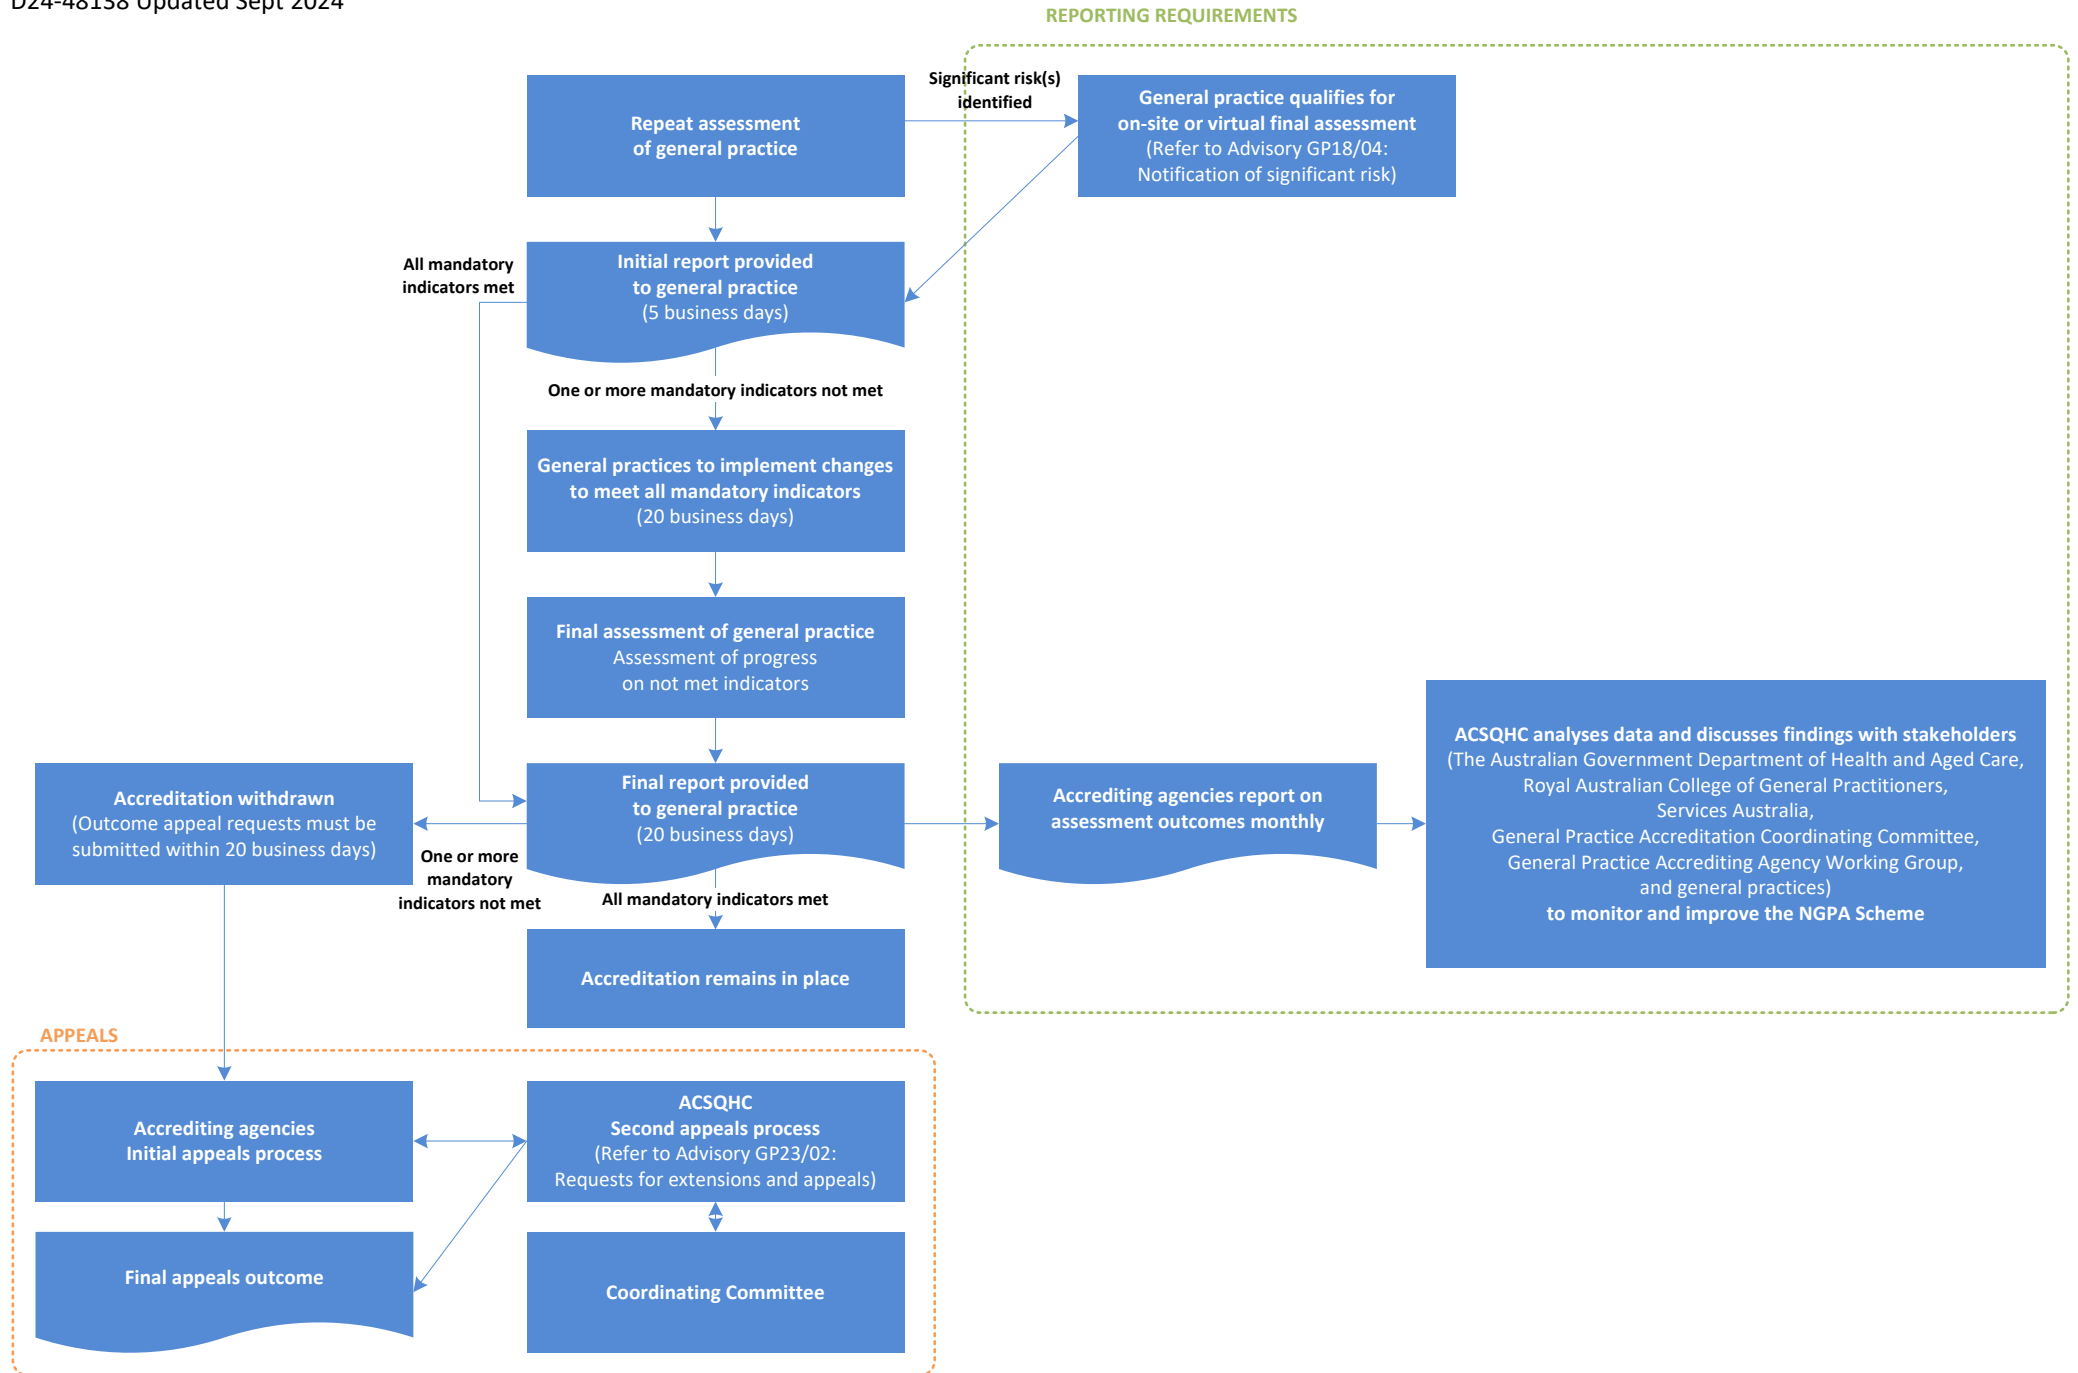 D24-48138 Updated Sept 2024
REPORTING REQUIREMENTS
Repeat assessment
of general practice
Significant risk(s)
identified
General practice qualifies for
on-site or virtual final assessment
(Refer to Advisory GP18/04:
Notification of significant risk)
All mandatory
indicators met
Initial report provided
to general practice
(5 business days)
One or more mandatory indicators not met
General practices to implement changes
to meet all mandatory indicators
(20 business days)
Final assessment of general practice
Assessment of progress
on not met indicators
Accreditation withdrawn
(Outcome appeal requests must be
submitted within 20 business days)
One or more
mandatory
indicators not met
Final report provided
to general practice
(20 business days)
All mandatory indicators met
Accreditation remains in place
Accrediting agencies report on
assessment outcomes monthly
ACSQHC analyses data and discusses findings with stakeholders
(The Australian Government Department of Health and Aged Care,
Royal Australian College of General Practitioners,
Services Australia,
General Practice Accreditation Coordinating Committee,
General Practice Accrediting Agency Working Group,
and general practices)
to monitor and improve the NGPA Scheme
APPEALS
Accrediting agencies
Initial appeals process
ACSQHC
Second appeals process
(Refer to Advisory GP23/02:
Requests for extensions and appeals)
Final appeals outcome
Coordinating Committee